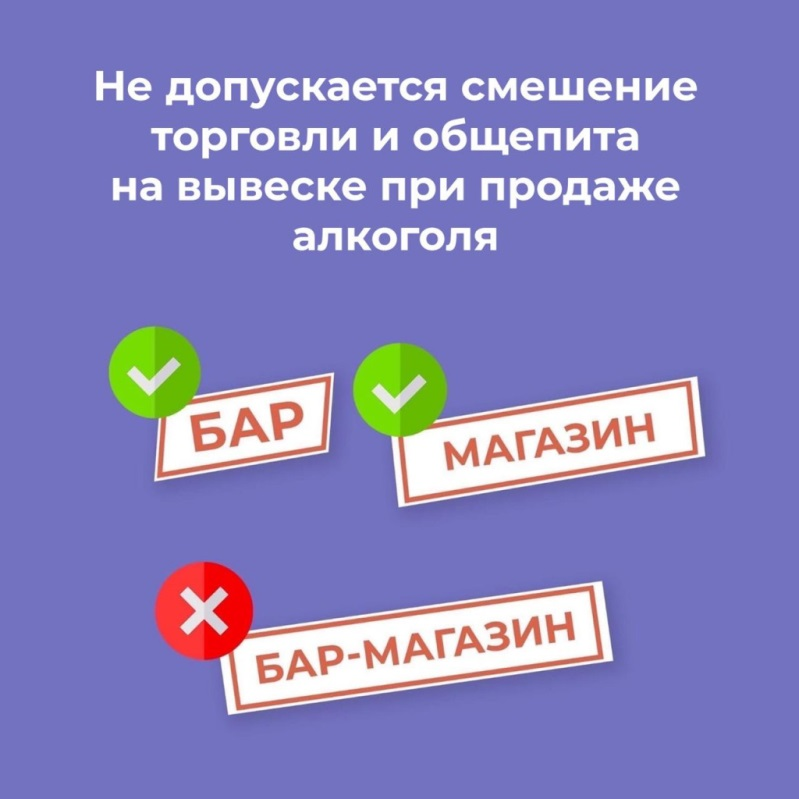 Не допускается смешение
торговли и общепита
на вывеске при продаже
алкоголя
БАР
МАГАЗИН
БАР-МАГАЗИН